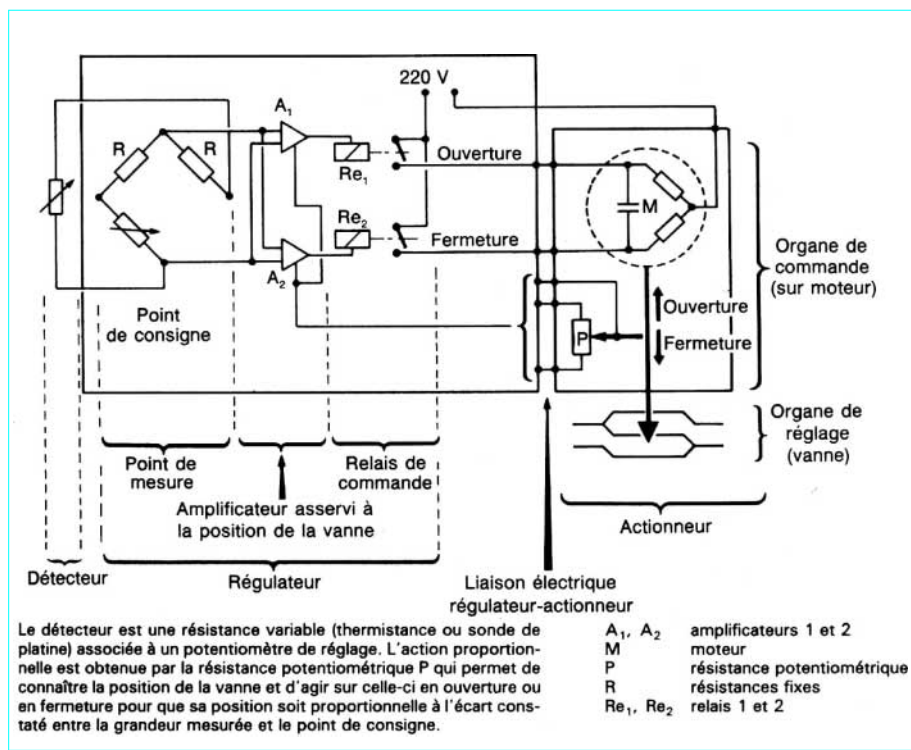 220 V
A₁
R
R
Ouverture
Re₁
M
Re₂
Fermeture
A₂
Organe de
commande
(sur moteur)
Point
de consigne
Ouverture
P
Fermeture
Organe de
réglage
(vanne)
Point de
mesure
Relais de
commande
Amplificateur asservi à
la position de la vanne
Actionneur
Détecteur
Régulateur
Liaison électrique
régulateur-actionneur
Le détecteur est une résistance variable (thermistance ou sonde de
platine) associée à un potentiomètre de réglage. L'action proportion-
nelle est obtenue par la résistance potentiométrique P qui permet de
connaître la position de la vanne et d'agir sur celle-ci en ouverture ou
en fermeture pour que sa position soit proportionnelle à l'écart cons-
taté entre la grandeur mesurée et le point de consigne.
A₁, A₂ amplificateurs 1 et 2
M moteur
P résistance potentiométrique
R résistances fixes
Re₁, Re₂ relais 1 et 2